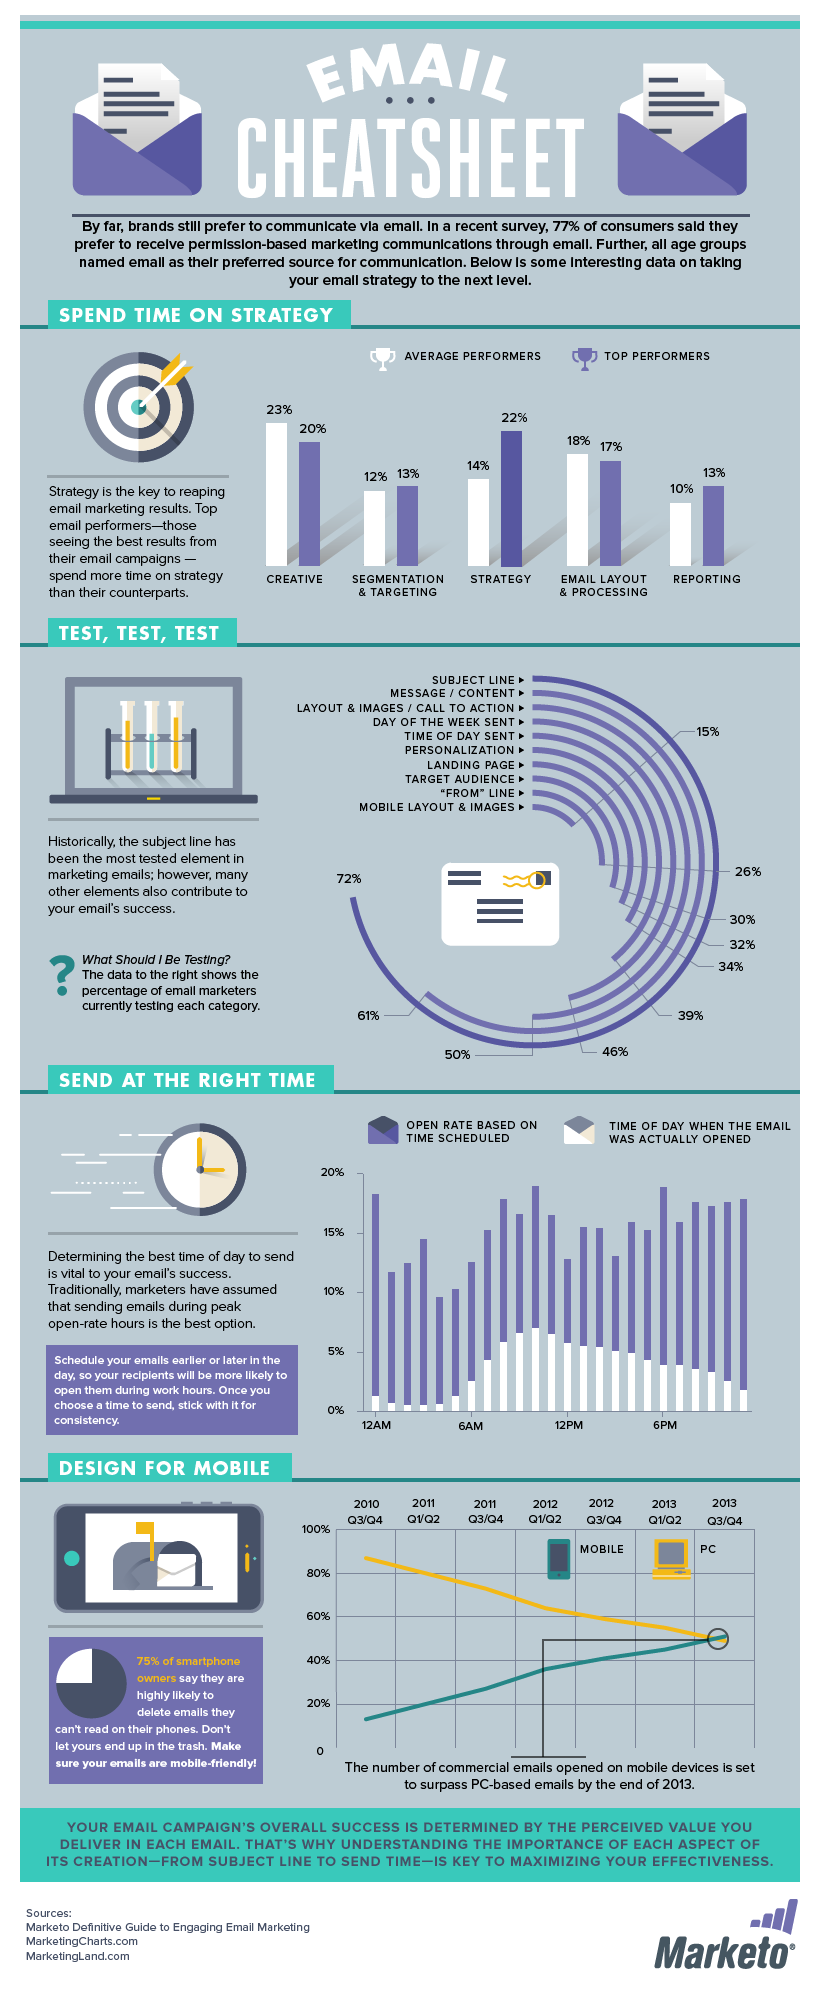 EMAIL
CHEATSHEET
By far, brands still prefer to communicate via email. In a recent survey, 77% of consumers said they
prefer to receive permission-based marketing communications through email. Further, all age groups
named email as their preferred source for communication. Below is some interesting data on taking
your email strategy to the next level.
SPEND TIME ON STRATEGY
AVERAGE PERFORMERS
TOP PERFORMERS
Strategy is the key to reaping
email marketing results. Top
email performers—those
seeing the best results from
their email campaigns —
spend more time on strategy
than their counterparts.
23%
20%
12%
13%
14%
22%
18%
17%
10%
13%
CREATIVE
SEGMENTATION
& TARGETING
STRATEGY
EMAIL LAYOUT
& PROCESSING
REPORTING
TEST, TEST, TEST
Historically, the subject line has
been the most tested element in
marketing emails; however, many
other elements also contribute to
your email's success.
? What Should I Be Testing?
The data to the right shows the
percentage of email marketers
currently testing each category.
SUBJECT LINE
MESSAGE / CONTENT
LAYOUT & IMAGES / CALL TO ACTION
DAY OF THE WEEK SENT
TIME OF DAY SENT
PERSONALIZATION
LANDING PAGE
TARGET AUDIENCE
“FROM” LINE
MOBILE LAYOUT & IMAGES
15%
26%
30%
32%
34%
39%
46%
50%
61%
72%
SEND AT THE RIGHT TIME
Determining the best time of day to send
is vital to your email's success.
Traditionally, marketers have assumed
that sending emails during peak
open-rate hours is the best option.
Schedule your emails earlier or later in the
day, so your recipients will be more likely to
open them during work hours. Once you
choose a time to send, stick with it for
consistency.
OPEN RATE BASED ON
TIME SCHEDULED
TIME OF DAY WHEN THE EMAIL
WAS ACTUALLY OPENED
20%
15%
10%
5%
0%
12AM
6AM
12PM
6PM
DESIGN FOR MOBILE
75% of smartphone
owners say they are
highly likely to
delete emails they
can't read on their phones. Don't
let yours end up in the trash. Make
sure your emails are mobile-friendly!
2010
Q3/Q4
2011
Q1/Q2
2011
Q3/Q4
2012
Q1/Q2
2012
Q3/Q4
2013
Q1/Q2
2013
Q3/Q4
100%
80%
60%
40%
20%
0
MOBILE
PC
The number of commercial emails opened on mobile devices is set
to surpass PC-based emails by the end of 2013.
YOUR EMAIL CAMPAIGN'S OVERALL SUCCESS IS DETERMINED BY THE PERCEIVED VALUE YOU
DELIVER IN EACH EMAIL. THAT'S WHY UNDERSTANDING THE IMPORTANCE OF EACH ASPECT OF
ITS CREATION—FROM SUBJECT LINE TO SEND TIME—IS KEY TO MAXIMIZING YOUR EFFECTIVENESS.
Sources:
Marketo Definitive Guide to Engaging Email Marketing
MarketingCharts.com
MarketingLand.com
Marketo®